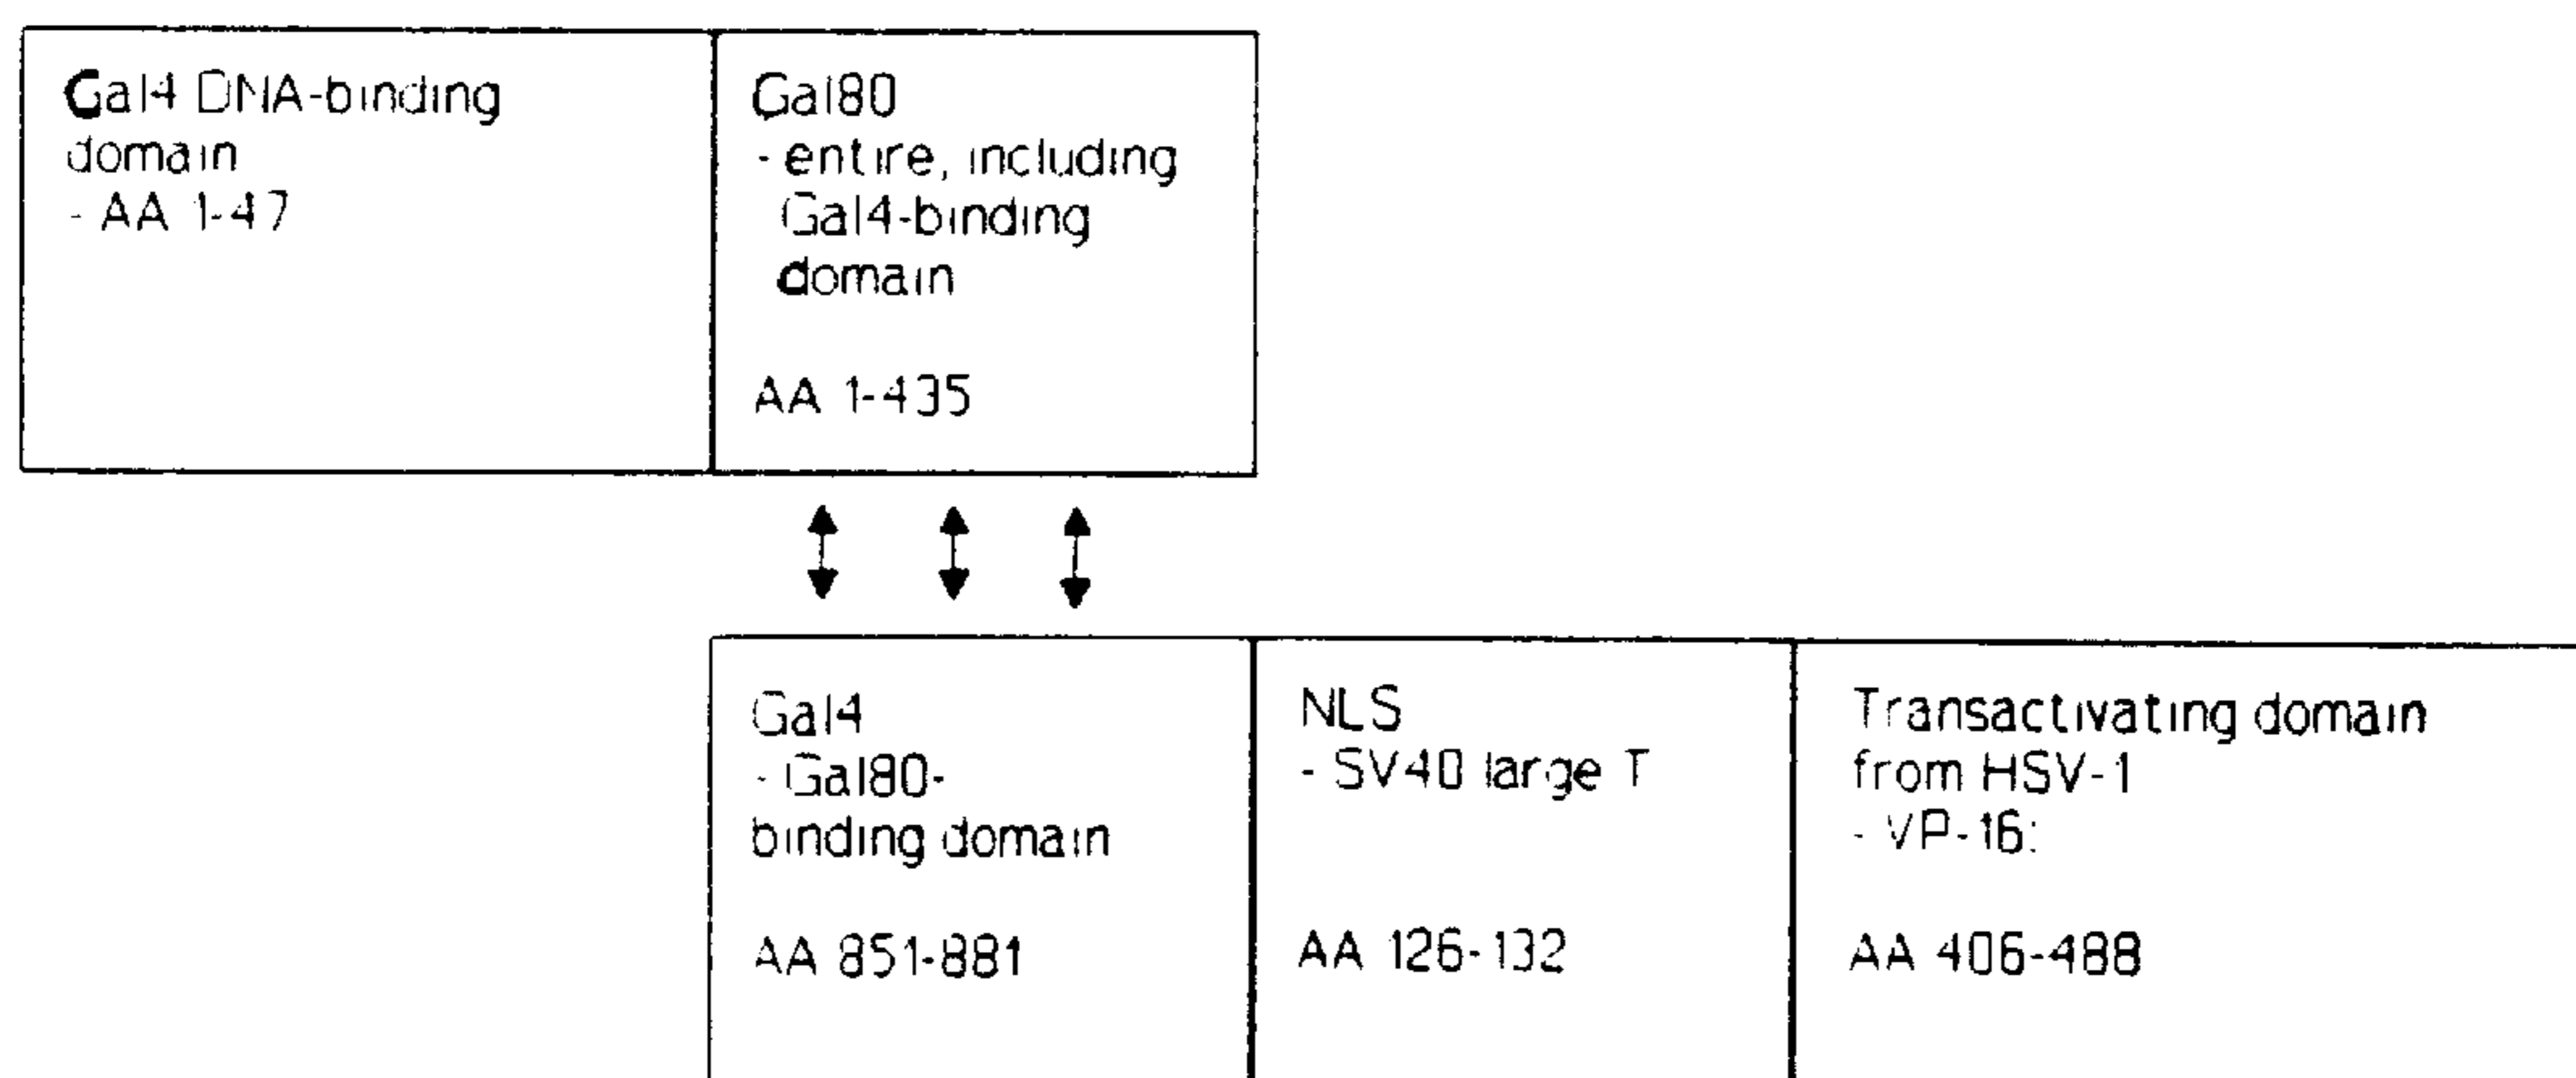 Gal4 DNA-binding
domain
- AA 1-47
Gal80
- entire, including
Gal4-binding
domain
AA 1-435
Gal4
- Gal80-
binding domain
AA 851-881
NLS
- SV40 large T
AA 126-132
Transactivating domain
from HSV-1
- VP-16:
AA 406-488